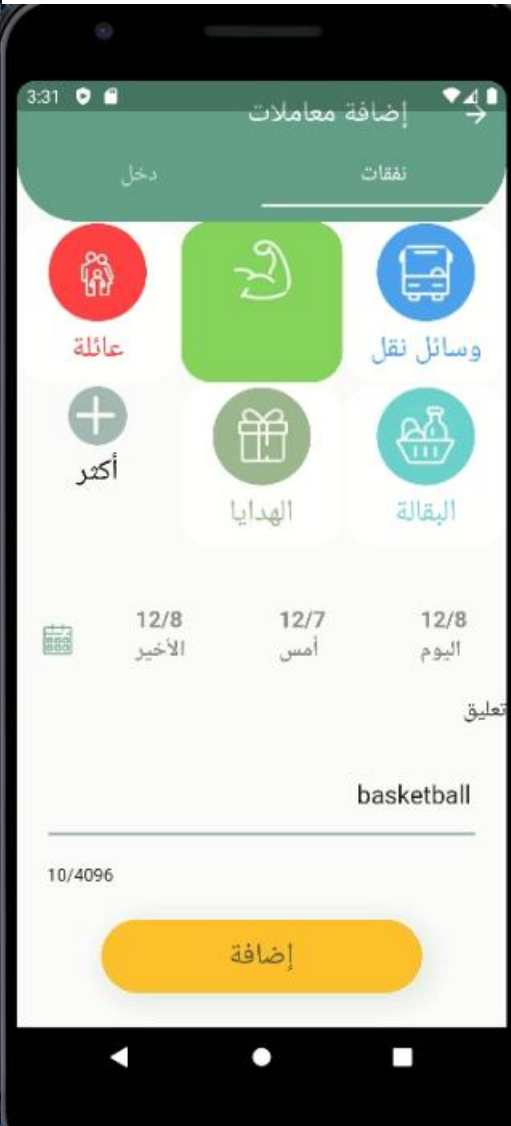 3:31
إضافة معاملات
نفقات
دخل
وسائل نقل
عائلة
البقالة
الهدايا
أكثر
12/8 12/7 12/8
اليوم أمس الأخير
تعليق
basketball
10/4096
إضافة